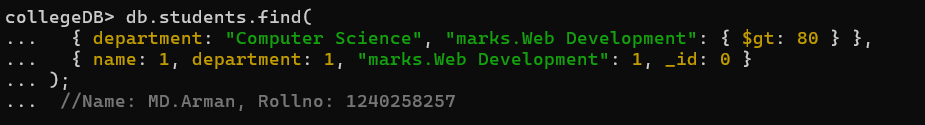 collegeDB> db.students.find(
...   { department: "Computer Science", "marks.Web Development": { $gt: 80 } },
...   { name: 1, department: 1, "marks.Web Development": 1, _id: 0 }
... );
...  //Name: MD.Arman, Rollno: 1240258257